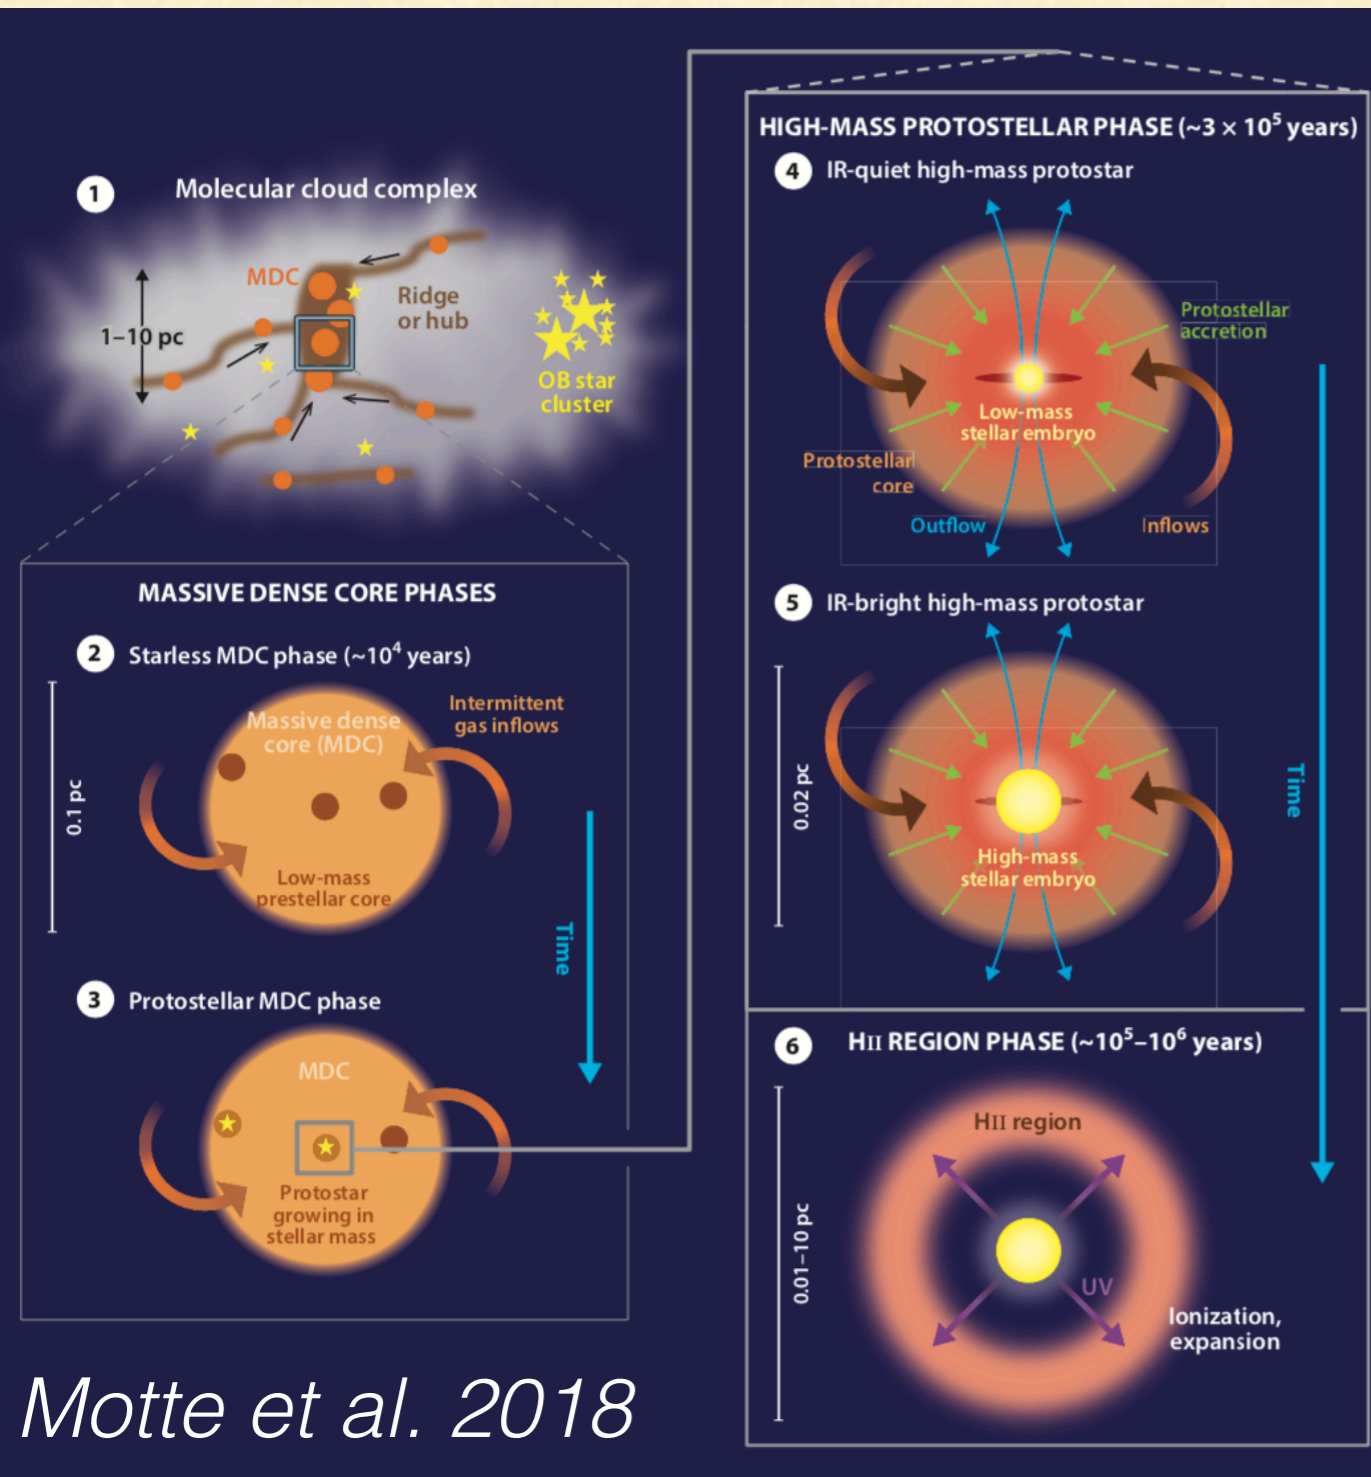 1
Molecular cloud complex
MDC
Ridge
or hub
1–10 pc
OB star
cluster
MASSIVE DENSE CORE PHASES
2 Starless MDC phase (~10⁴ years)
Massive dense
core (MDC)
Intermittent
gas inflows
0.1 pc
Low-mass
prestellar core
Time
3 Protostellar MDC phase
MDC
Protostar
growing in
stellar mass
HIGH-MASS PROTOSTELLAR PHASE (~3 × 10⁵ years)
4 IR-quiet high-mass protostar
Protostellar
accretion
Low-mass
stellar embryo
Protostellar
core
Outflow
Inflows
5 IR-bright high-mass protostar
0.02 pc
High-mass
stellar embryo
Time
6 HII REGION PHASE (~10⁵–10⁶ years)
HII region
0.01–10 pc
UV
Ionization,
expansion
Motte et al. 2018